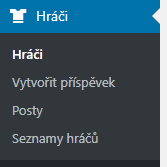 Hráči
Hráči
Vytvořit příspěvek
Posty
Seznamy hráčů